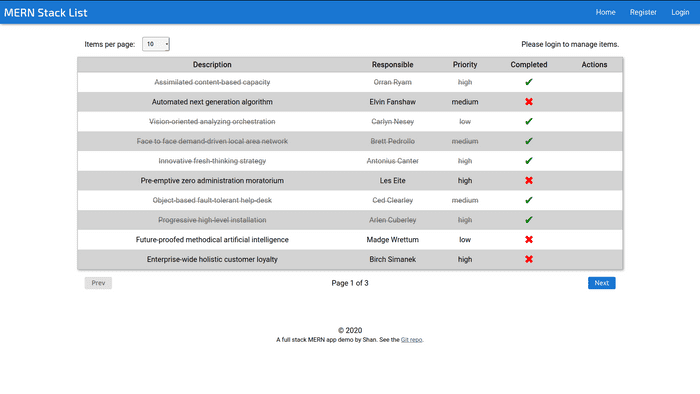 MERN Stack List Home Register Login
Items per page: 10 Please login to manage items.
Description Responsible Priority Completed Actions
Assimilated content-based capacity Orran Ryam high ✔
Automated next generation algorithm Elvin Fanshaw medium ✖
Vision-oriented analyzing orchestration Carlyn Nesey low ✔
Face to face demand-driven local area network Brett Pedrollo medium ✔
Innovative fresh-thinking strategy Antonius Canter high ✔
Pre-emptive zero administration moratorium Les Eite high ✖
Object-based fault-tolerant help-desk Ced Clearley medium ✔
Progressive high-level installation Arlen Cuberley high ✔
Future-proofed methodical artificial intelligence Madge Wrettum low ✖
Enterprise-wide holistic customer loyalty Birch Simanek high ✖
Prev Page 1 of 3 Next
© 2020
A full stack MERN app demo by Shan. See the Git repo.